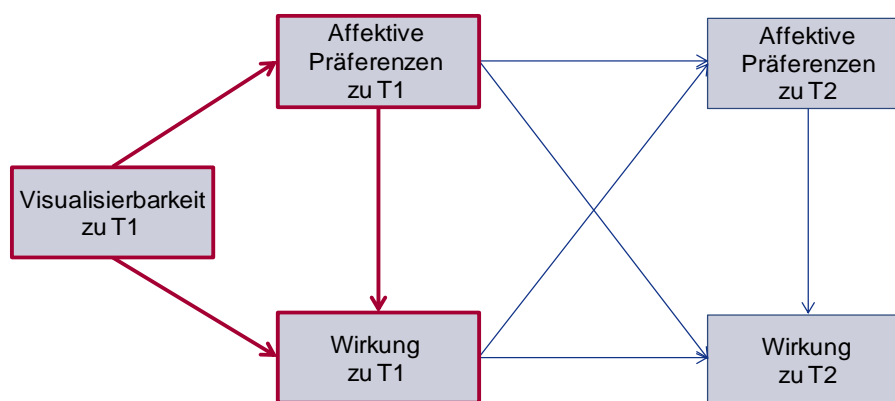 Affektive
Präferenzen
zu T1
Affektive
Präferenzen
zu T2
Visualisierbarkeit
zu T1
Wirkung
zu T1
Wirkung
zu T2